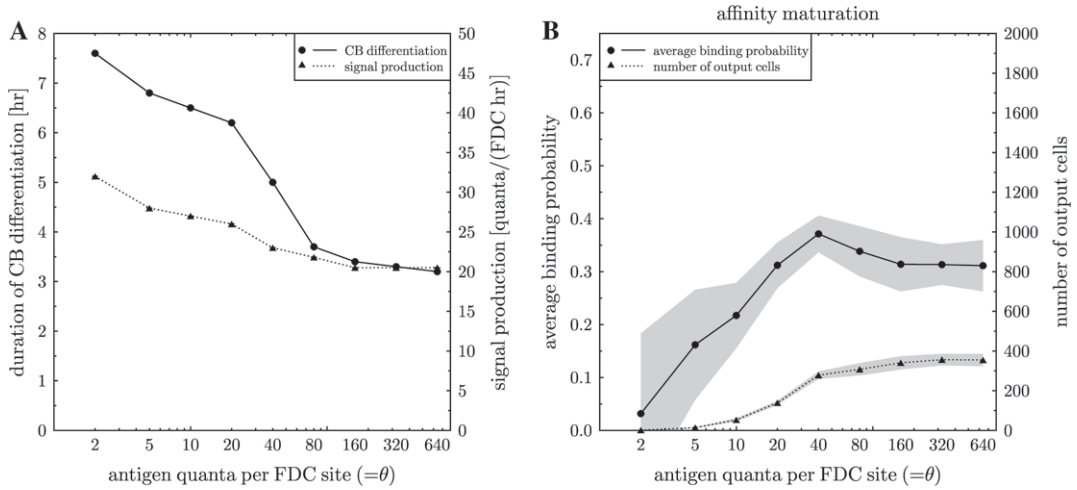 A
CB differentiation
signal production
duration of CB differentiation [hr]
0
1
2
3
4
5
6
7
8
signal production [quanta/(FDC hr)]
0
5
10
15
20
25
30
35
40
45
50
2 5 10 20 40 80 160 320 640
antigen quanta per FDC site (=θ)
B
affinity maturation
average binding probability
number of output cells
average binding probability
0.0
0.1
0.2
0.3
0.4
0.5
0.6
0.7
number of output cells
0
200
400
600
800
1000
1200
1400
1600
1800
2000
2 5 10 20 40 80 160 320 640
antigen quanta per FDC site (=θ)